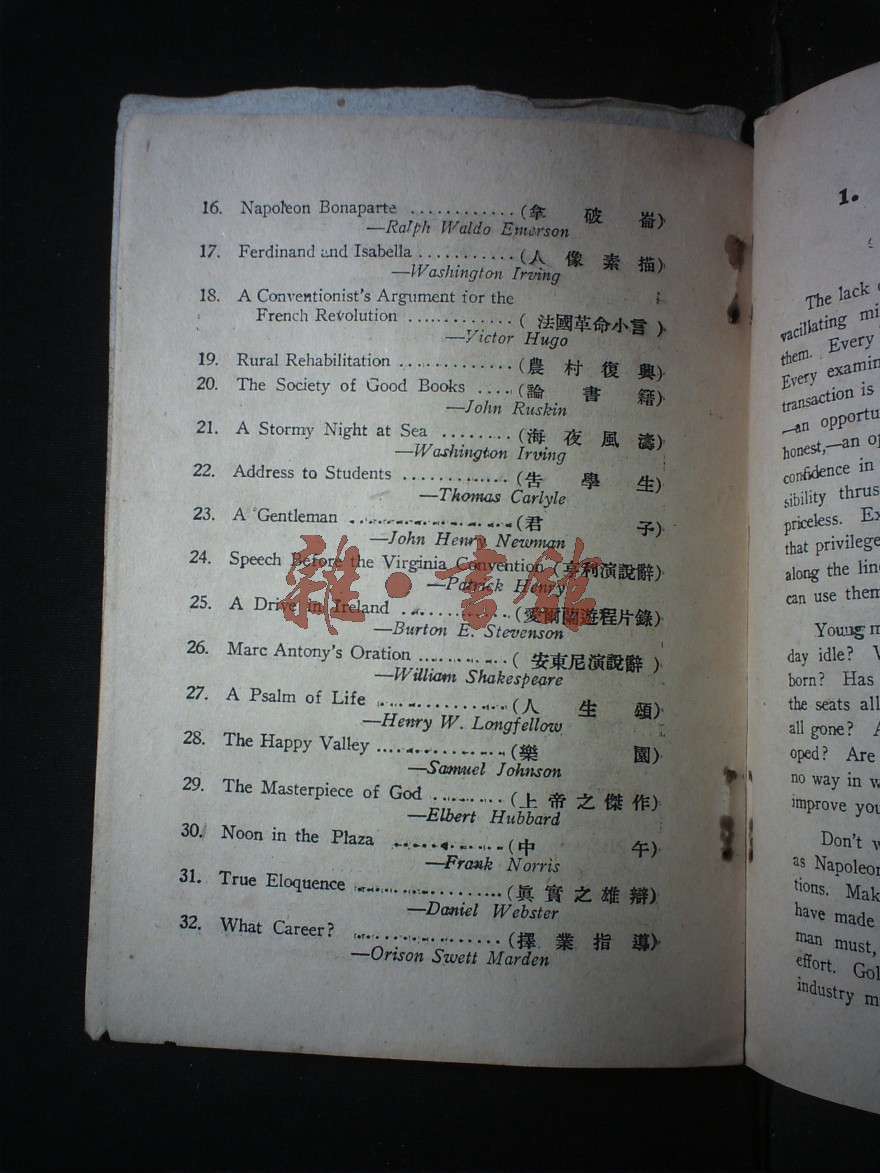 16. Napoleon Bonaparte ............ (拿破崙)
—Ralph Waldo Emerson
17. Ferdinand and Isabella ........... (人像素描)
—Washington Irving
18. A Conventionist's Argument for the
French Revolution ............. (法國革命小言)
—Victor Hugo
19. Rural Rehabilitation .............. (農村復興)
20. The Society of Good Books ..... (論書籍)
—John Ruskin
21. A Stormy Night at Sea ........ (海夜風濤)
—Washington Irving
22. Address to Students ............. (告學生)
—Thomas Carlyle
23. A Gentleman .................... (君子)
—John Henry Newman
24. Speech Before the Virginia Convention (亨利演說辭)
—Patrick Henry
25. A Drive in Ireland .............. (愛爾蘭遊程片錄)
—Burton E. Stevenson
26. Marc Antony's Oration ........... (安東尼演說辭)
—William Shakespeare
27. A Psalm of Life ................ (人生頌)
—Henry W. Longfellow
28. The Happy Valley ................ (樂園)
—Samuel Johnson
29. The Masterpiece of God ......... (上帝之傑作)
—Elbert Hubbard
30. Noon in the Plaza .............. (中午)
—Frank Norris
31. True Eloquence .................. (眞實之雄辯)
—Daniel Webster
32. What Career? .................. (擇業指導)
—Orison Swett Marden
雜·書館
1.
The lack
vacillating
them. Every
Every
transaction is
—an
honest,—an
confidence in
sibility
priceless.
that privilege
along the
can use them
Young
day idle?
born? Has
the seats all
all gone?
oped? Are
no way in
improve
Don't
as Napoleon
tions.
have made
man must,
effort.
industry